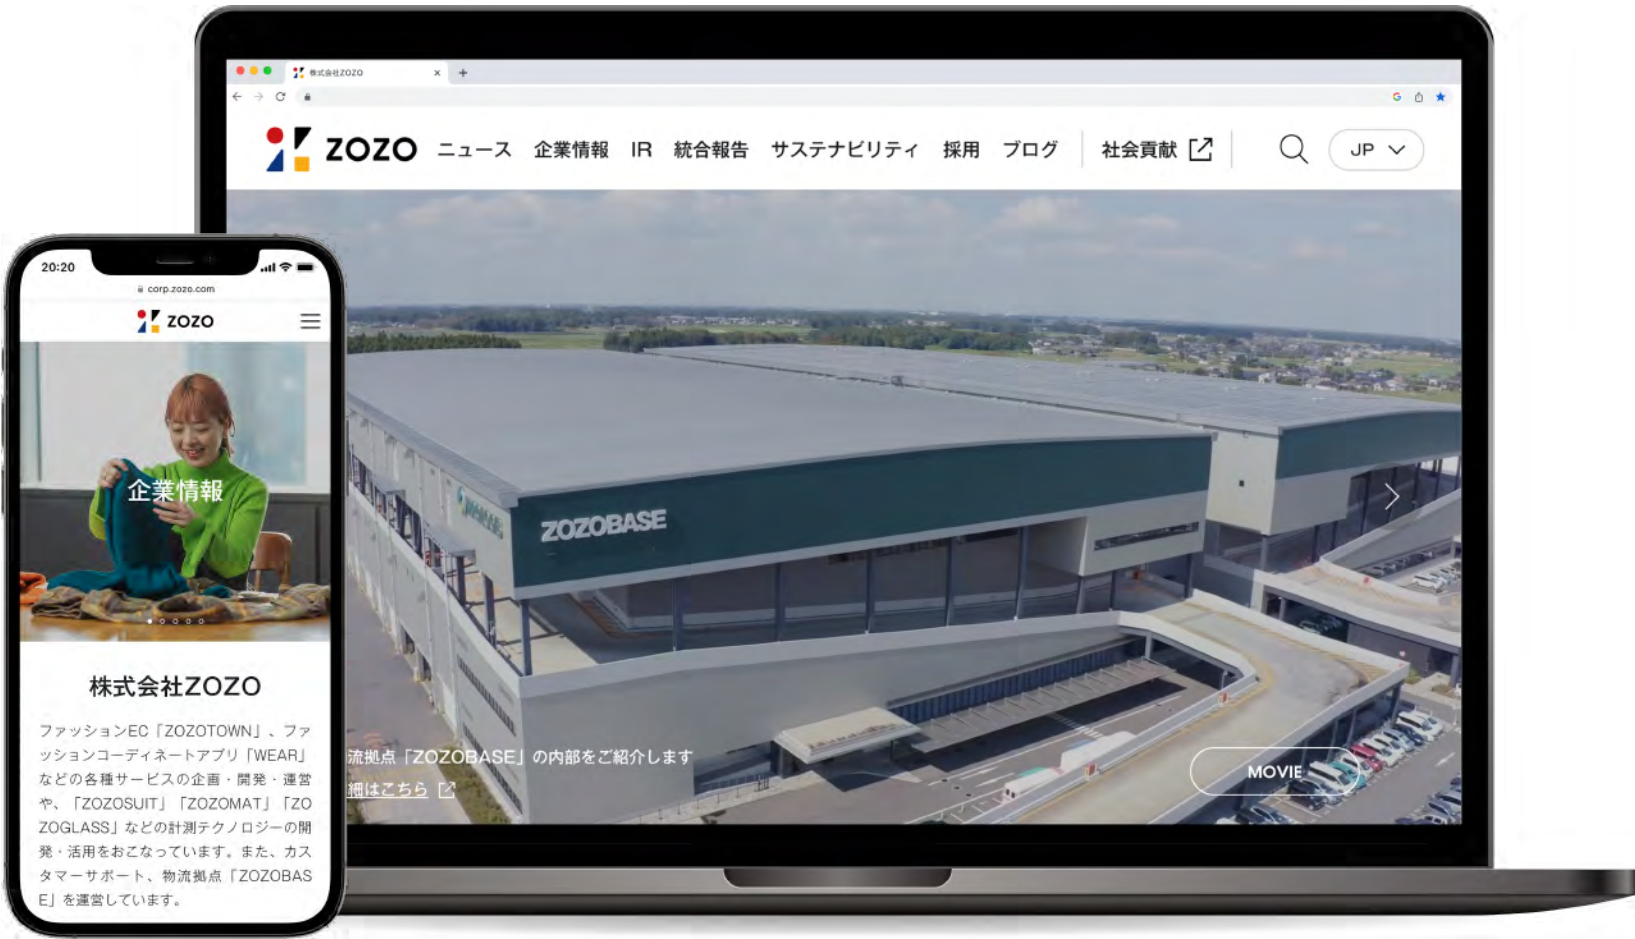 株式会社ZOZO
ZOZO
ニュース 企業情報 IR 統合報告 サステナビリティ 採用 ブログ 社会貢献 JP
ZOZOBASE
流拠点「ZOZOBASE」の内部をご紹介します
細はこちら
MOVIE
20:20
corp.zozo.com
ZOZO
企業情報
株式会社ZOZO
ファッションEC「ZOZOTOWN」、ファ
ッションコーディネートアプリ「WEAR」
などの各種サービスの企画・開発・運営
や、「ZOZOSUIT」「ZOZOMAT」「ZO
ZOGLASS」などの計測テクノロジーの開
発・活用をおこなっています。また、カス
タマーサポート、物流拠点「ZOZOBAS
E」を運営しています。